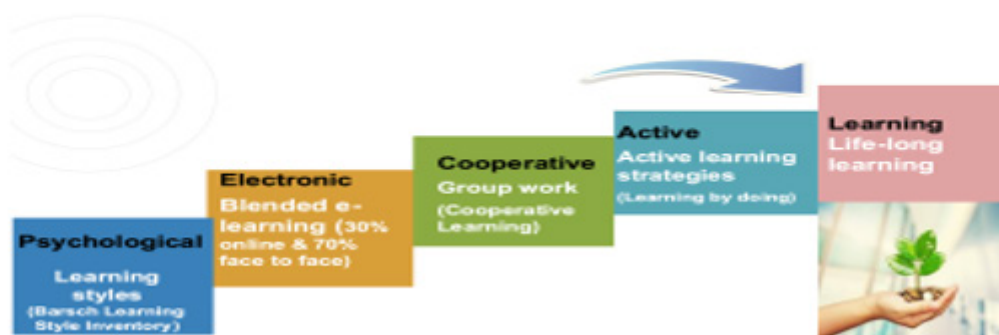 Psychological
Learning
styles
(Barsch Learning
Style Inventory)
Electronic
Blended e-
learning (30%
online & 70%
face to face)
Cooperative
Group work
(Cooperative
Learning)
Active
Active learning
strategies
(Learning by doing)
Learning
Life-long
learning